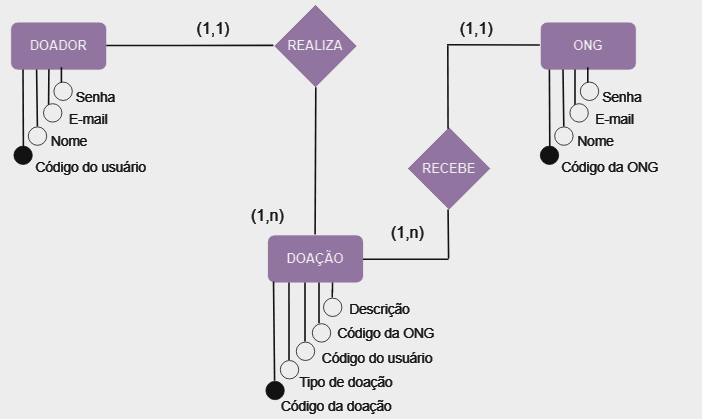 DOADOR
(1,1)
REALIZA
(1,1)
ONG
Senha
E-mail
Nome
Código do usuário
Senha
E-mail
Nome
Código da ONG
RECEBE
(1,n)
(1,n)
DOAÇÃO
Descrição
Código da ONG
Código do usuário
Tipo de doação
Código da doação